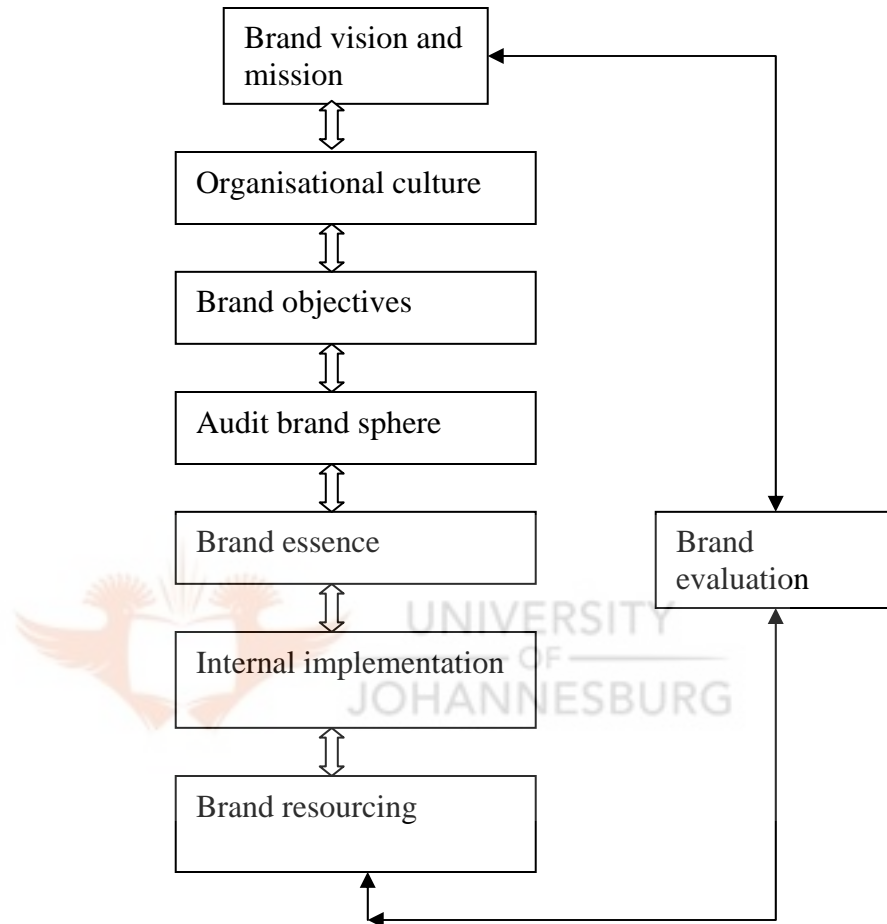 Brand vision and
mission
Organisational culture
Brand objectives
Audit brand sphere
Brand essence
Brand
evaluation
UNIVERSITY
OF
JOHANNESBURG
Internal implementation
Brand resourcing